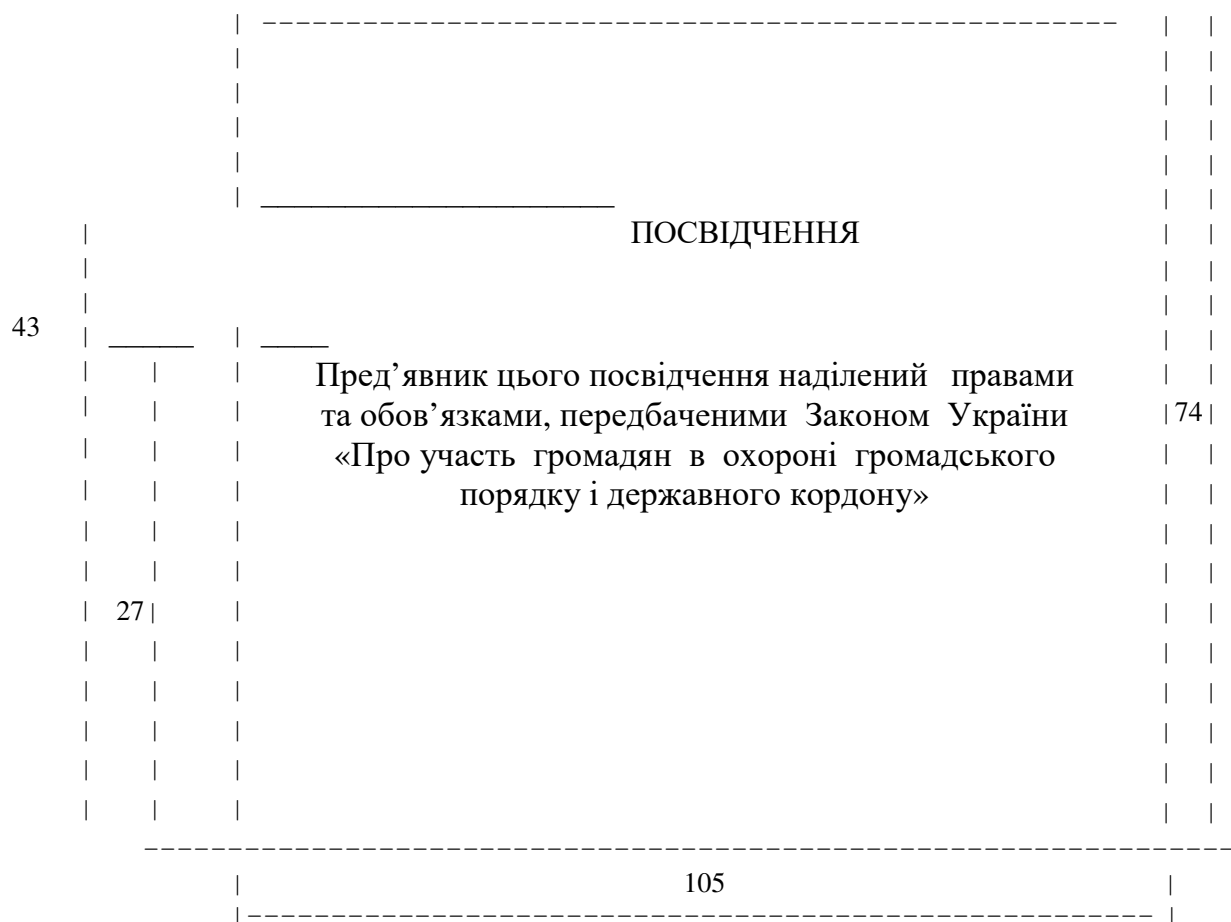 ПОСВІДЧЕННЯ
43
Пред’явник цього посвідчення наділений правами
та обов’язками, передбаченими Законом України
74
«Про участь громадян в охороні громадського
порядку і державного кордону»
27
105